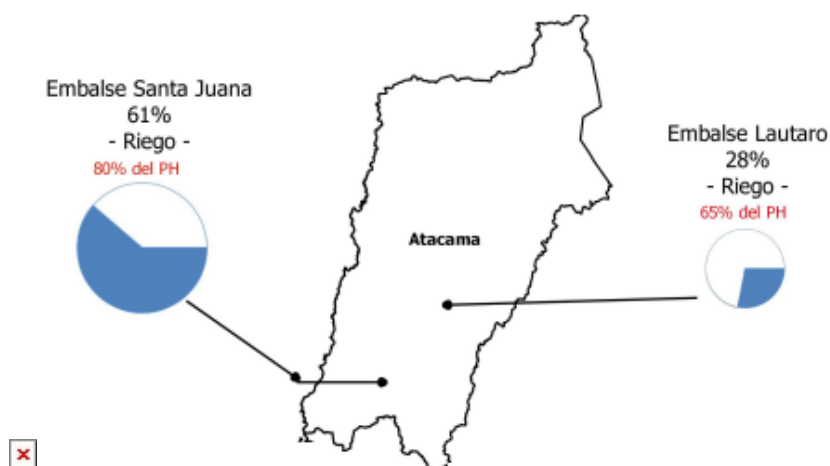 Embalse Santa Juana
61%
- Riego -
80% del PH
Embalse Lautaro
28%
- Riego -
65% del PH
Atacama